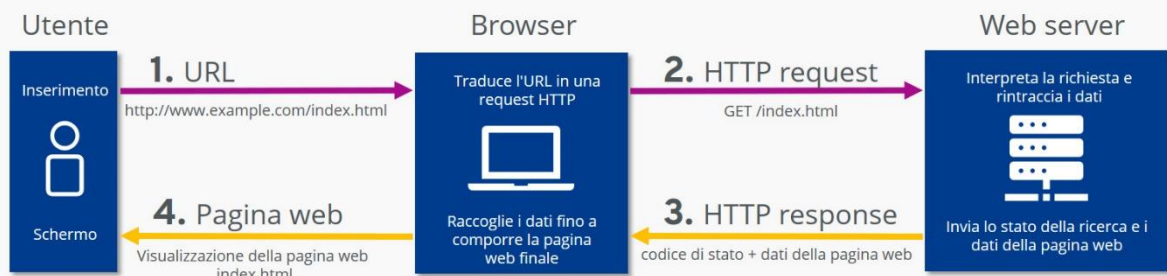 Utente
Browser
Web server
Inserimento
1. URL
http://www.example.com/index.html
Traduce l'URL in una
request HTTP
2. HTTP request
GET /index.html
Interpreta la richiesta e
rintraccia i dati
Schermo
4. Pagina web
Visualizzazione della pagina web
index.html
Raccoglie i dati fino a
comporre la pagina
web finale
3. HTTP response
codice di stato + dati della pagina web
Invia lo stato della ricerca e i
dati della pagina web